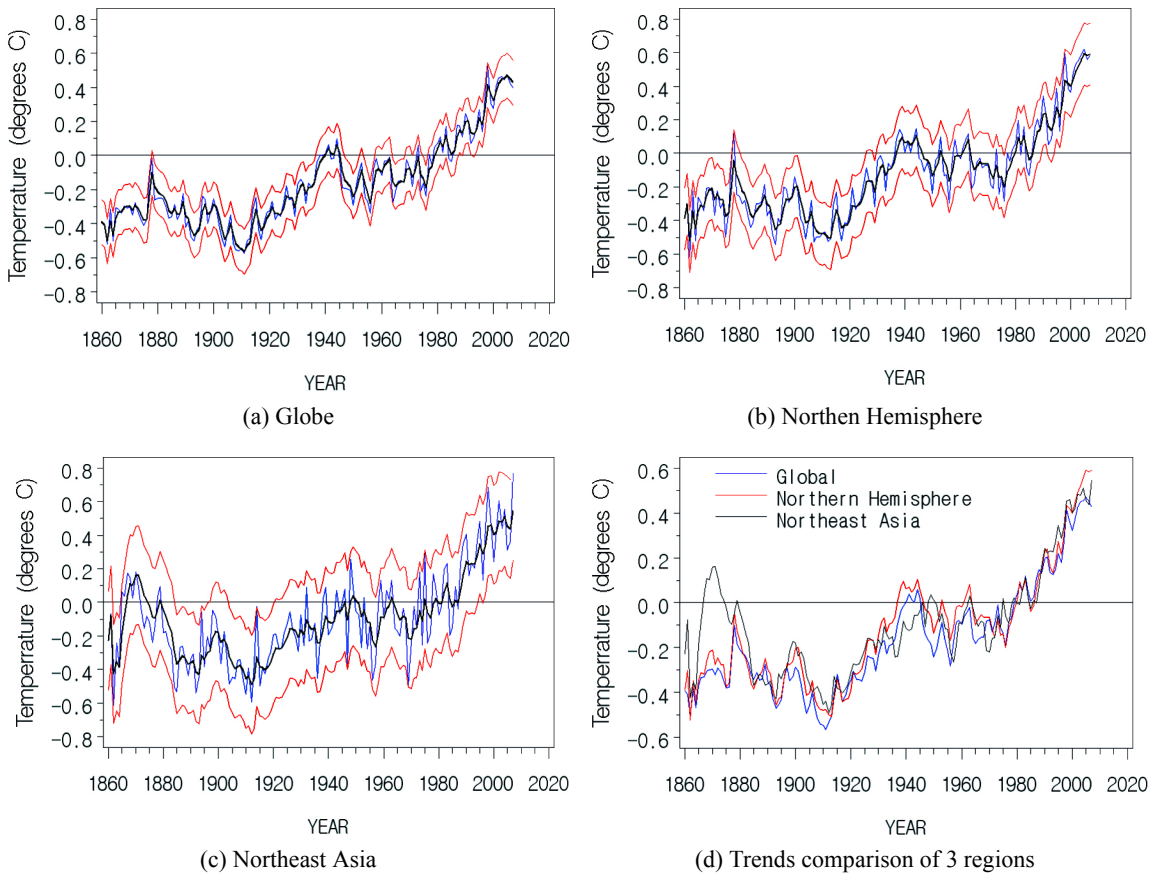 Temperrature (degrees C)
0.8
0.6
0.4
0.2
0.0
−0.2
−0.4
−0.6
−0.8
1860 1880 1900 1920 1940 1960 1980 2000 2020
YEAR
(a) Globe
Temperrature (degrees C)
0.8
0.6
0.4
0.2
0.0
−0.2
−0.4
−0.6
−0.8
1860 1880 1900 1920 1940 1960 1980 2000 2020
YEAR
(b) Northen Hemisphere
Temperrature (degrees C)
0.8
0.6
0.4
0.2
0.0
−0.2
−0.4
−0.6
−0.8
1860 1880 1900 1920 1940 1960 1980 2000 2020
YEAR
(c) Northeast Asia
Temperrature (degrees C)
0.6
0.4
0.2
0.0
−0.2
−0.4
−0.6
Global
Northern Hemisphere
Northeast Asia
1860 1880 1900 1920 1940 1960 1980 2000 2020
YEAR
(d) Trends comparison of 3 regions